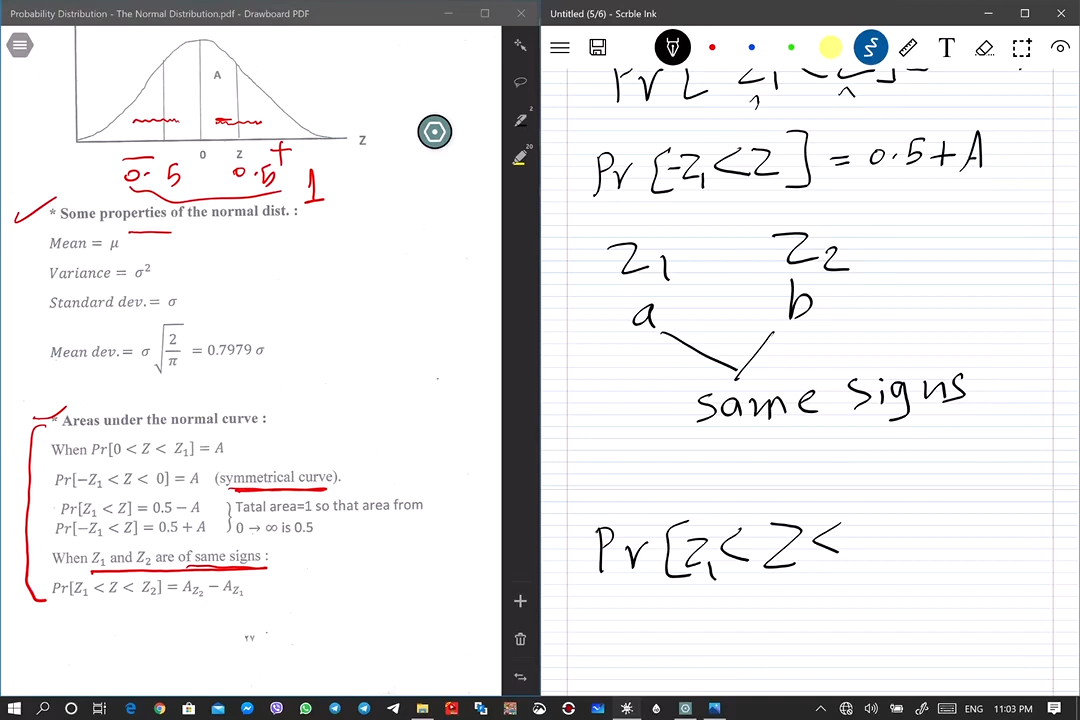 Probability Distribution - The Normal Distribution.pdf - Drawboard PDF
A
Z
0 Z +
0.5 0.5 1
* Some properties of the normal dist. :
Mean = μ
Variance = σ²
Standard dev.= σ
Mean dev.= σ √(2/π) = 0.7979 σ
* Areas under the normal curve :
When Pr[0 < Z < Z₁] = A
Pr[−Z₁ < Z < 0] = A (symmetrical curve).
Pr[Z₁ < Z] = 0.5 − A } Tatal area=1 so that area from
Pr[−Z₁ < Z] = 0.5 + A } 0 → ∞ is 0.5
When Z₁ and Z₂ are of same signs :
Pr[Z₁ < Z < Z₂] = A_Z₂ − A_Z₁
٢٧
2
20
Untitled (5/6) - Scrble Ink
T
Pr[-Z₁ < Z] = 0.5 + A
Z₁ Z₂
a b
same signs
Pr[Z₁ < Z <
ENG 11:03 PM